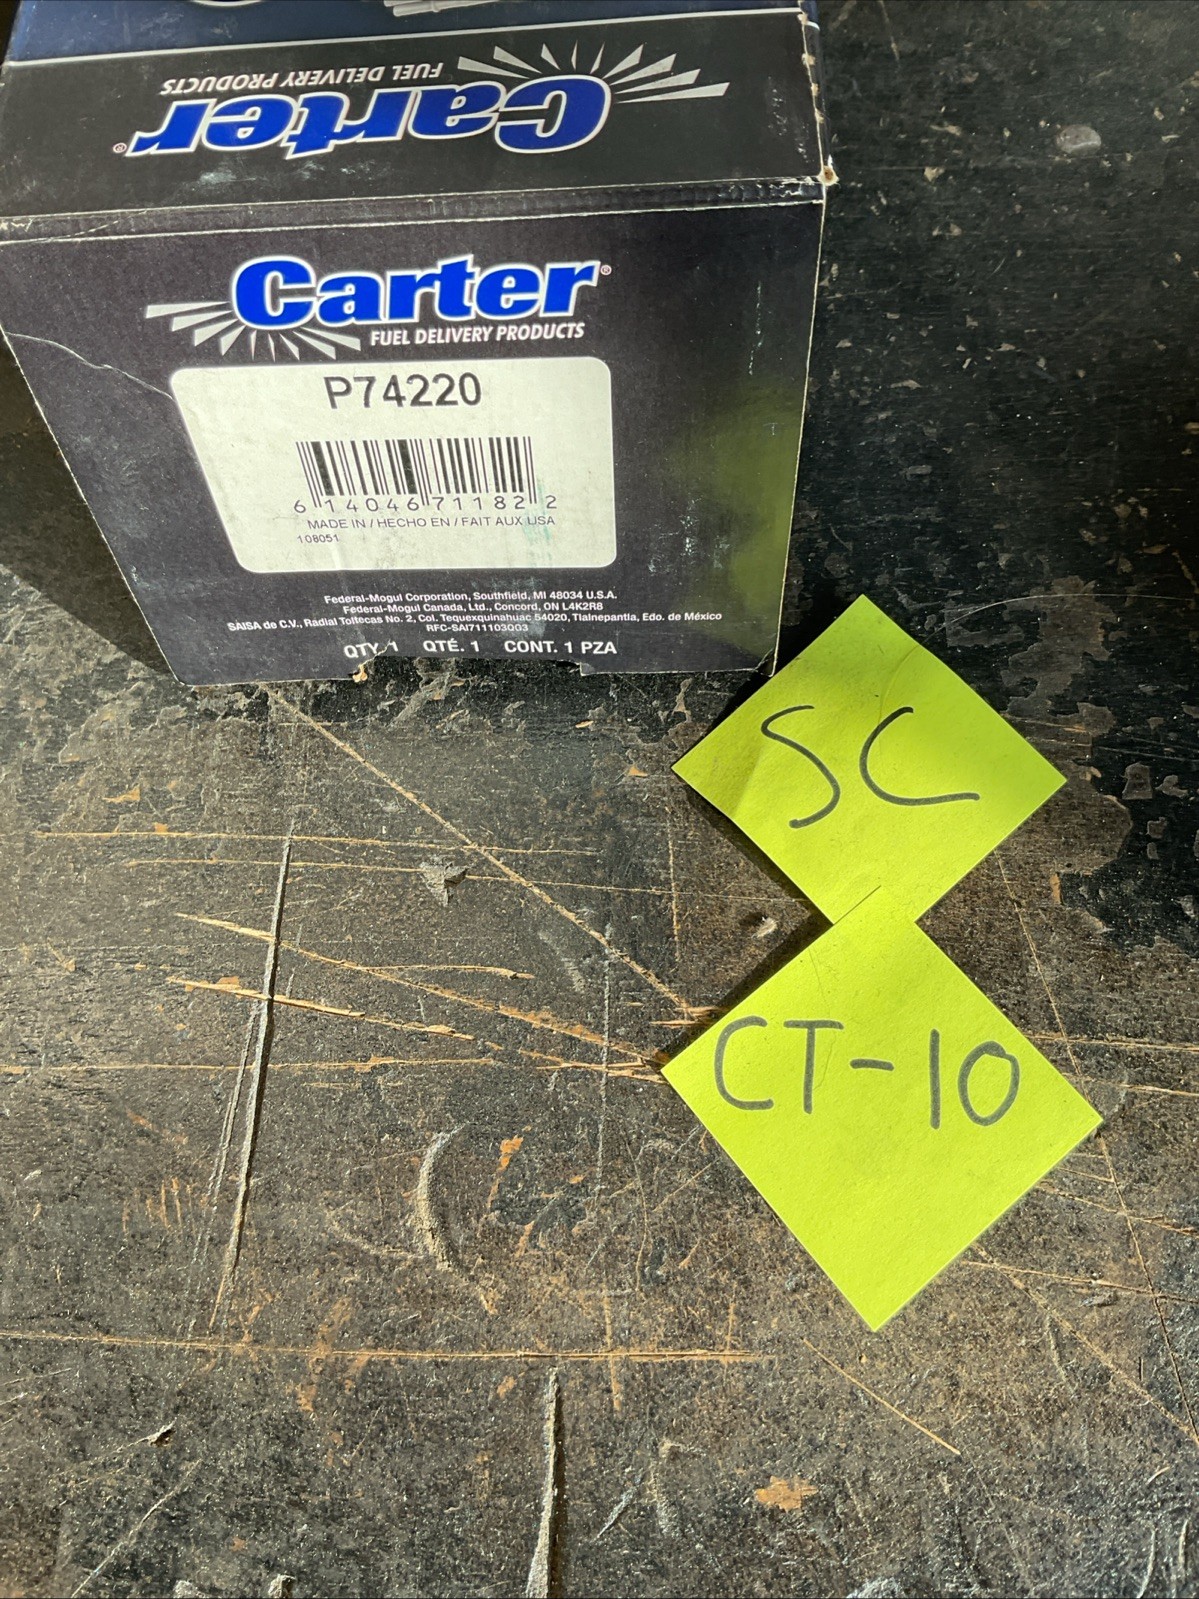 Carter®
FUEL DELIVERY PRODUCTS
Carter®
FUEL DELIVERY PRODUCTS
P74220
6 14046 71182 2
MADE IN / HECHO EN / FAIT AUX USA
108051
Federal-Mogul Corporation, Southfield, MI 48034 U.S.A.
Federal-Mogul Canada, Ltd., Concord, ON L4K2R8
SAISA de C.V., Radial Toltecas No. 2, Col. Tequexquinahuac 54020, Tlalnepantla, Edo. de México
RFC-SAI7111103Q03
QTY. 1 QTÉ. 1 CONT. 1 PZA
SC
CT-10